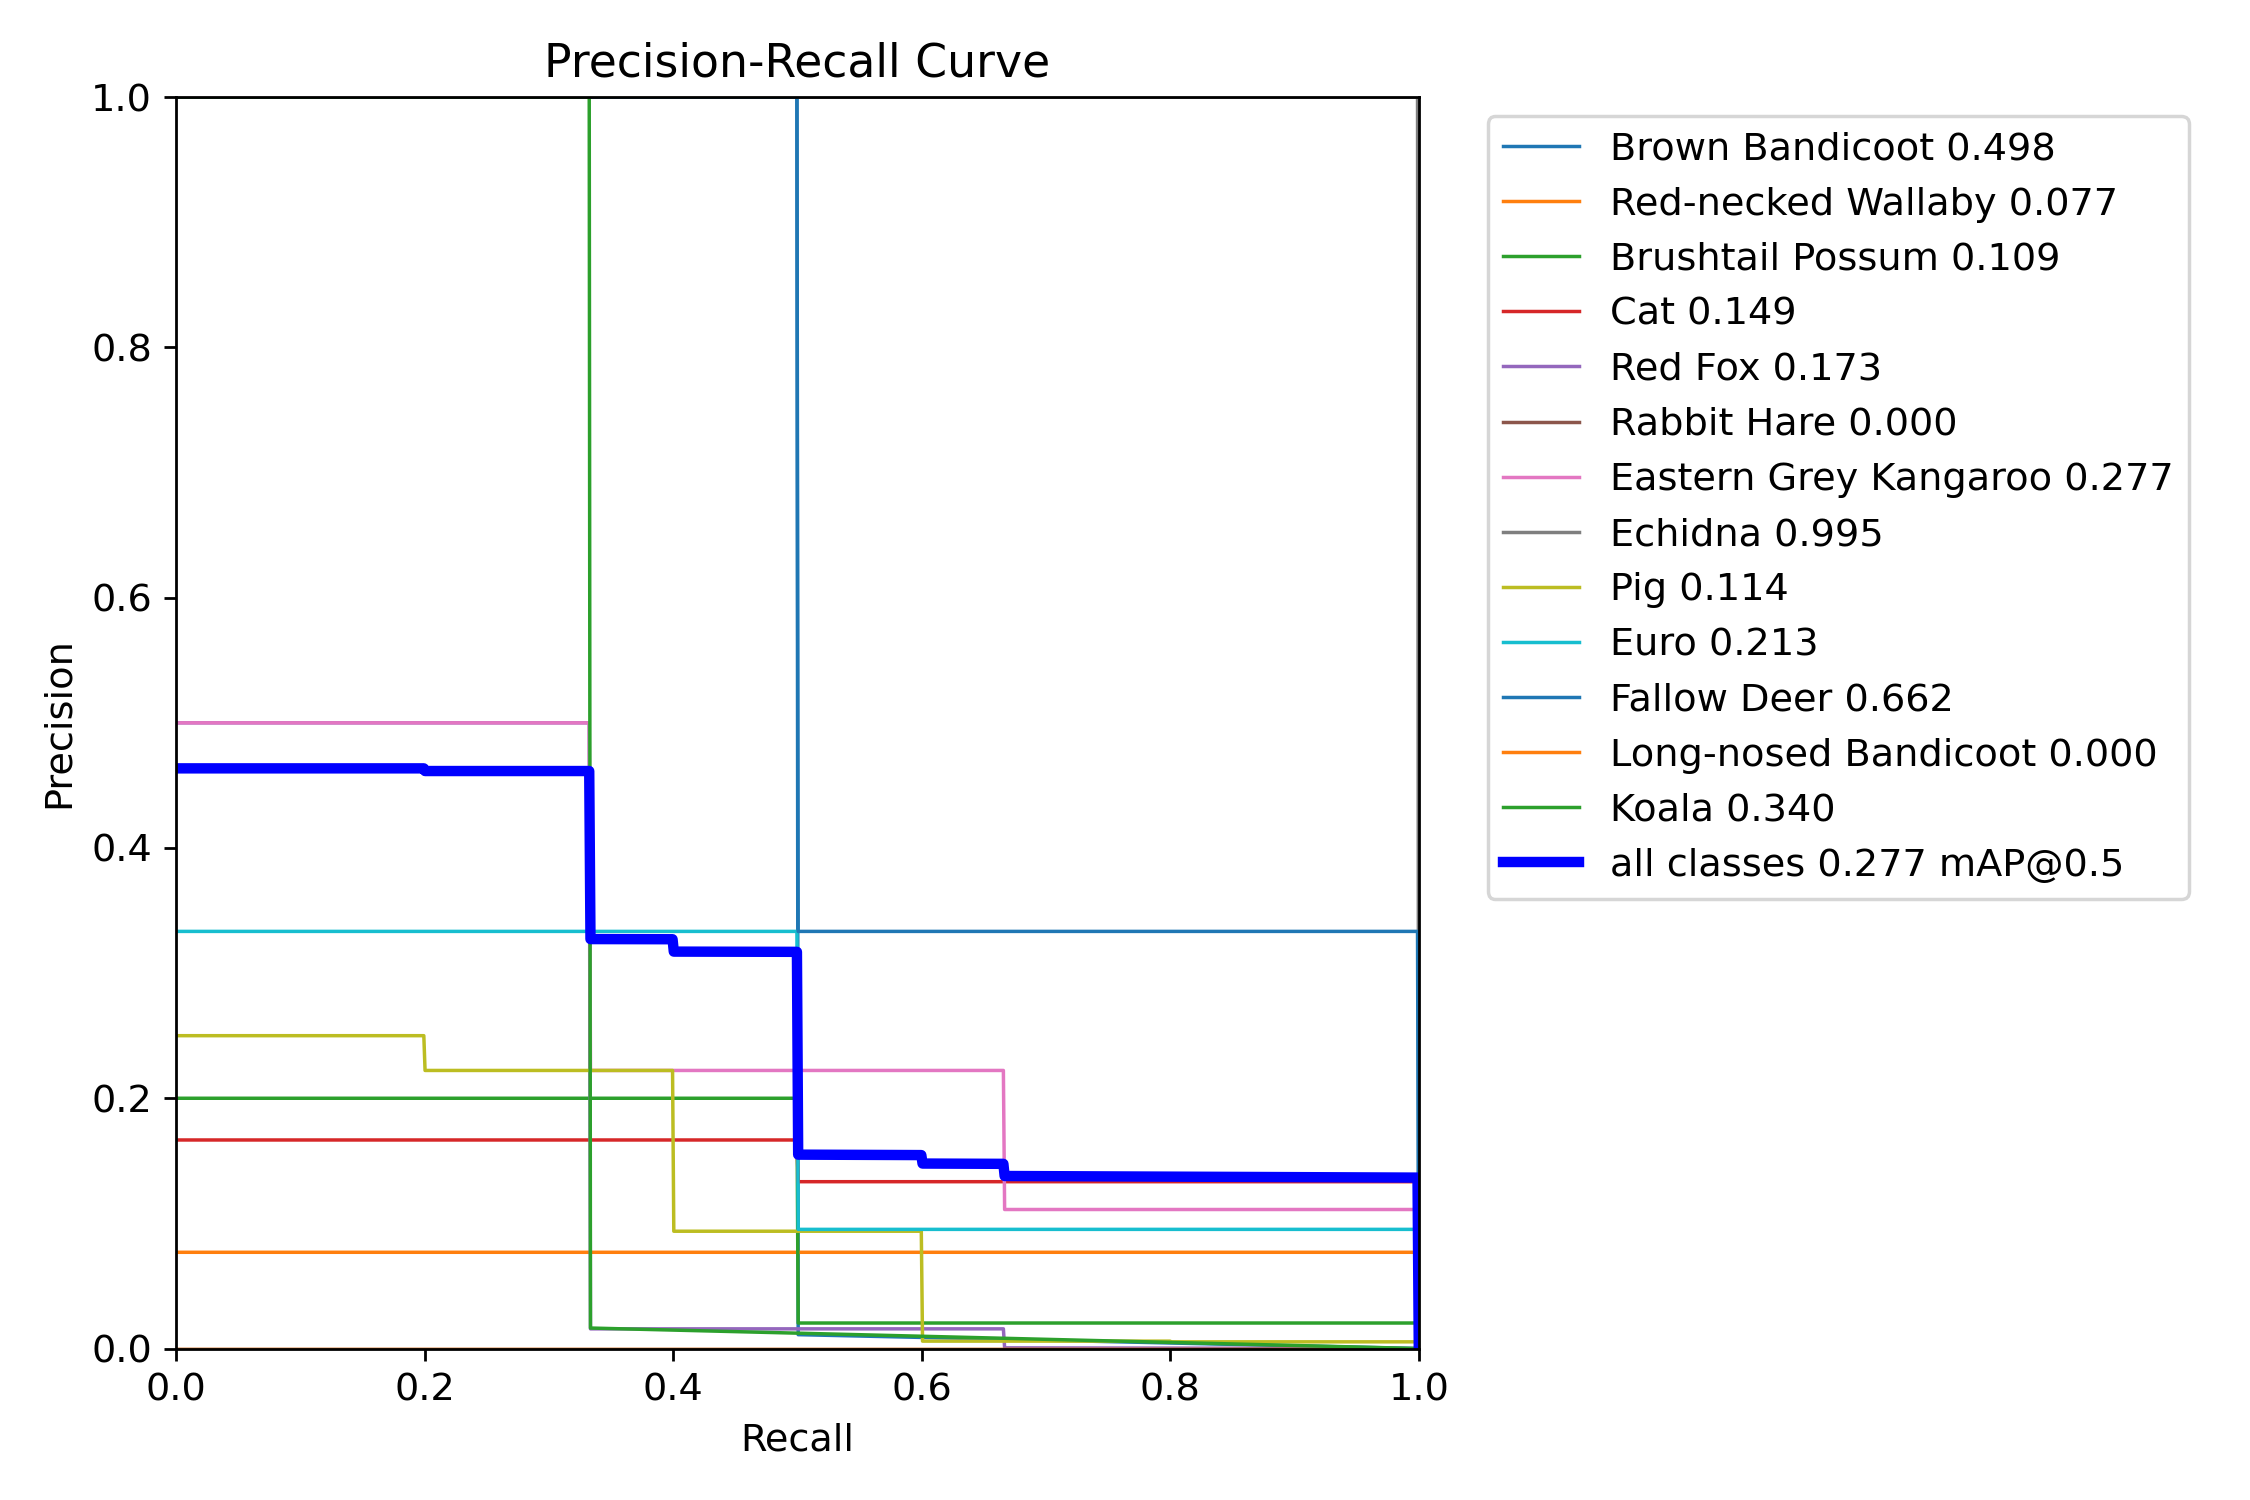 Precision-Recall Curve
1.0
0.8
0.6
0.4
0.2
0.0
Precision
0.0 0.2 0.4 0.6 0.8 1.0
Recall
Brown Bandicoot 0.498
Red-necked Wallaby 0.077
Brushtail Possum 0.109
Cat 0.149
Red Fox 0.173
Rabbit Hare 0.000
Eastern Grey Kangaroo 0.277
Echidna 0.995
Pig 0.114
Euro 0.213
Fallow Deer 0.662
Long-nosed Bandicoot 0.000
Koala 0.340
all classes 0.277 mAP@0.5